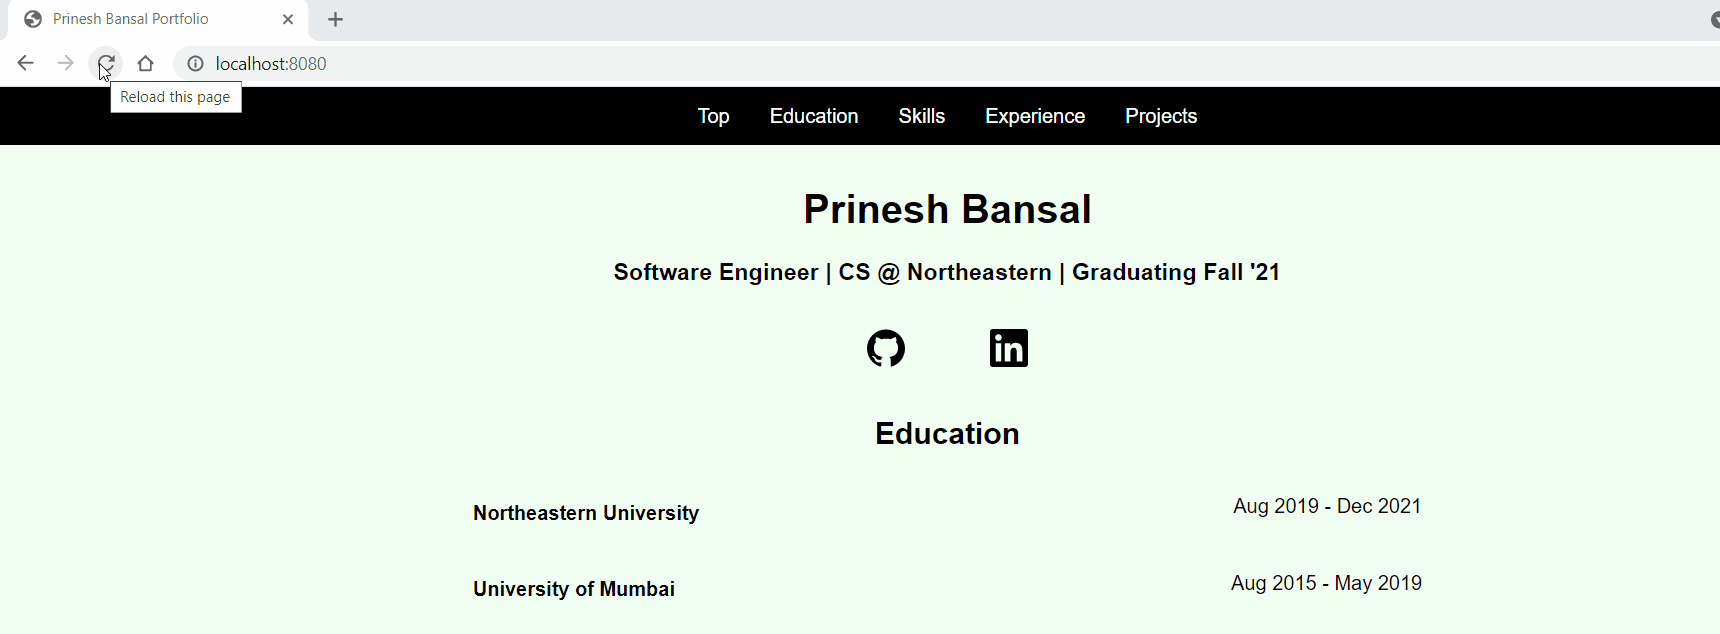 Prinesh Bansal Portfolio
localhost:8080
Reload this page
Top Education Skills Experience Projects
Prinesh Bansal
Software Engineer | CS @ Northeastern | Graduating Fall '21
in
Education
Northeastern University Aug 2019 - Dec 2021
University of Mumbai Aug 2015 - May 2019